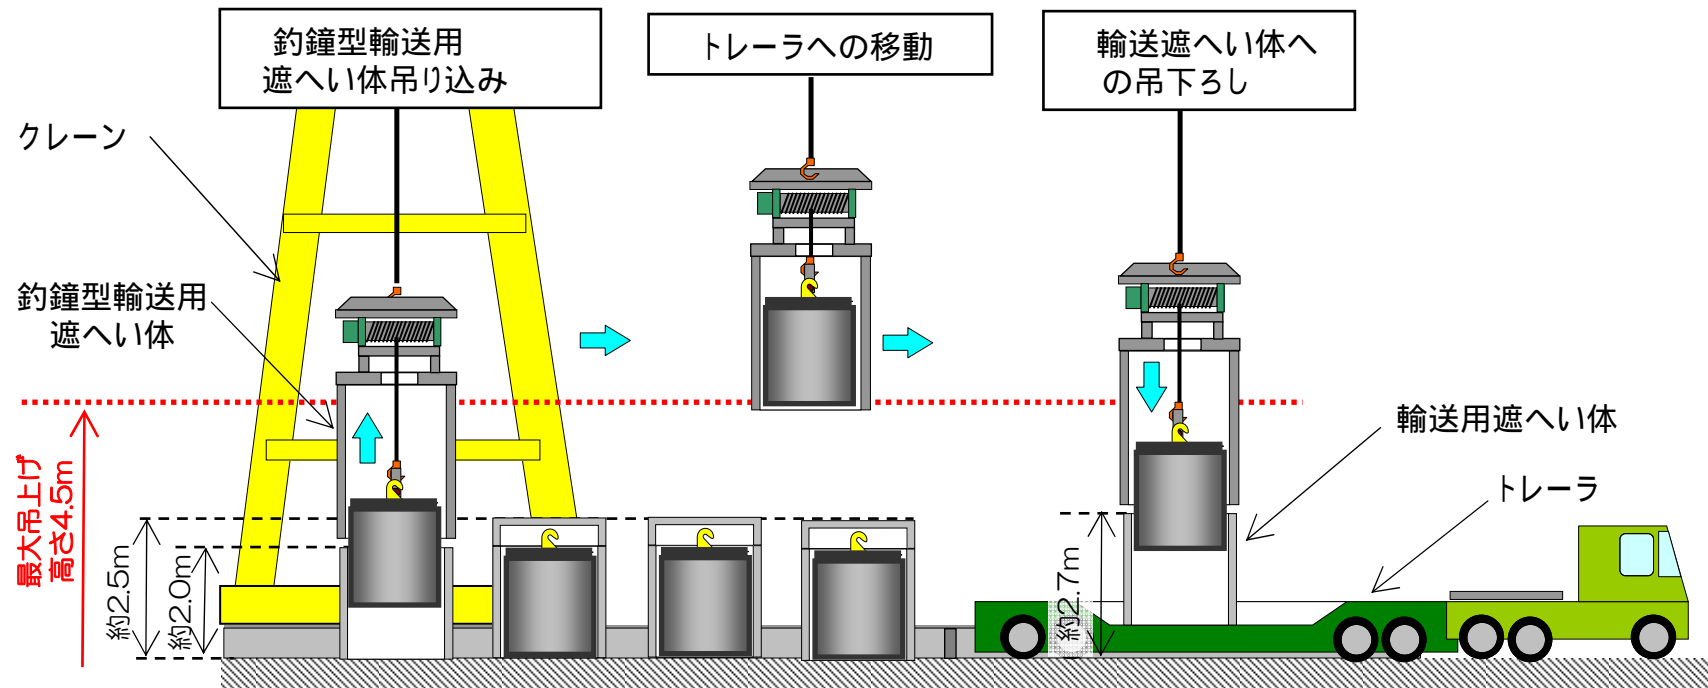 釣鐘型輸送用
遮へい体吊り込み
トレーラへの移動
輸送遮へい体へ
の吊下ろし
クレーン
釣鐘型輸送用
遮へい体
輸送用遮へい体
トレーラ
最大吊上げ
高さ4.5m
約2.5m
約2.0m
約2.7m